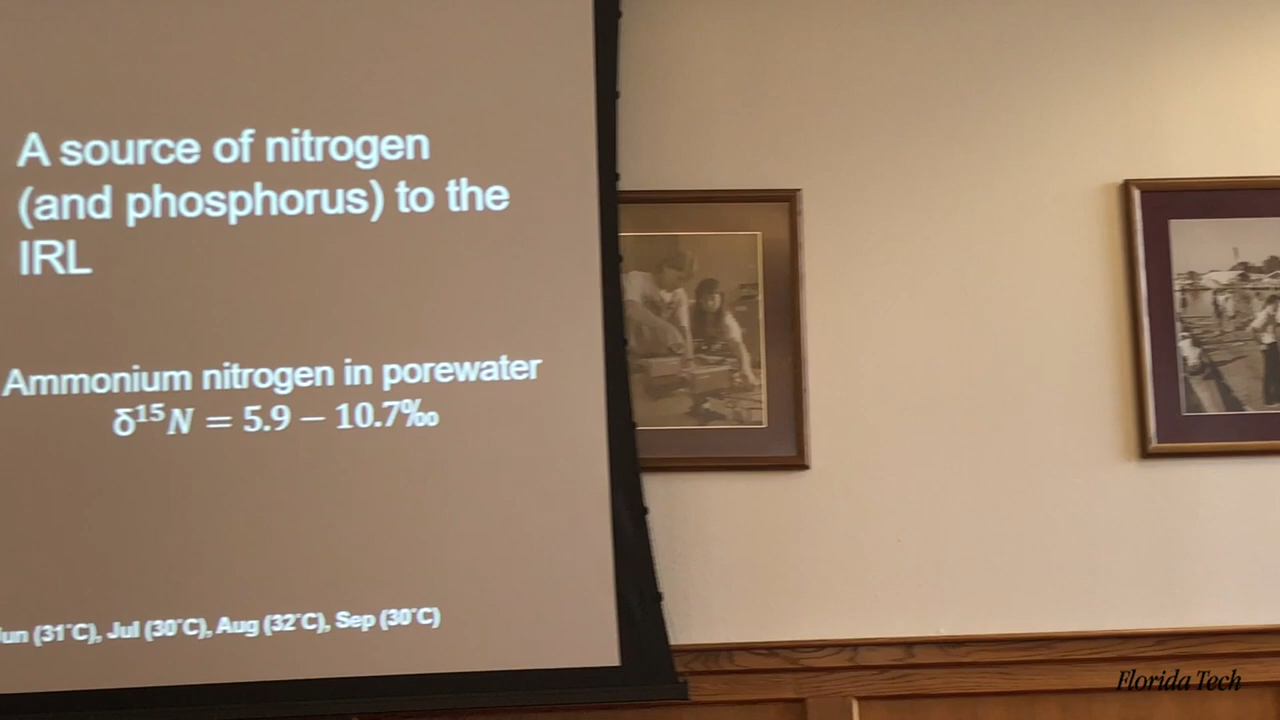 A source of nitrogen
(and phosphorus) to the
IRL
Ammonium nitrogen in porewater
δ¹⁵N = 5.9 – 10.7‰
Jun (31°C), Jul (30°C), Aug (32°C), Sep (30°C)
Florida Tech